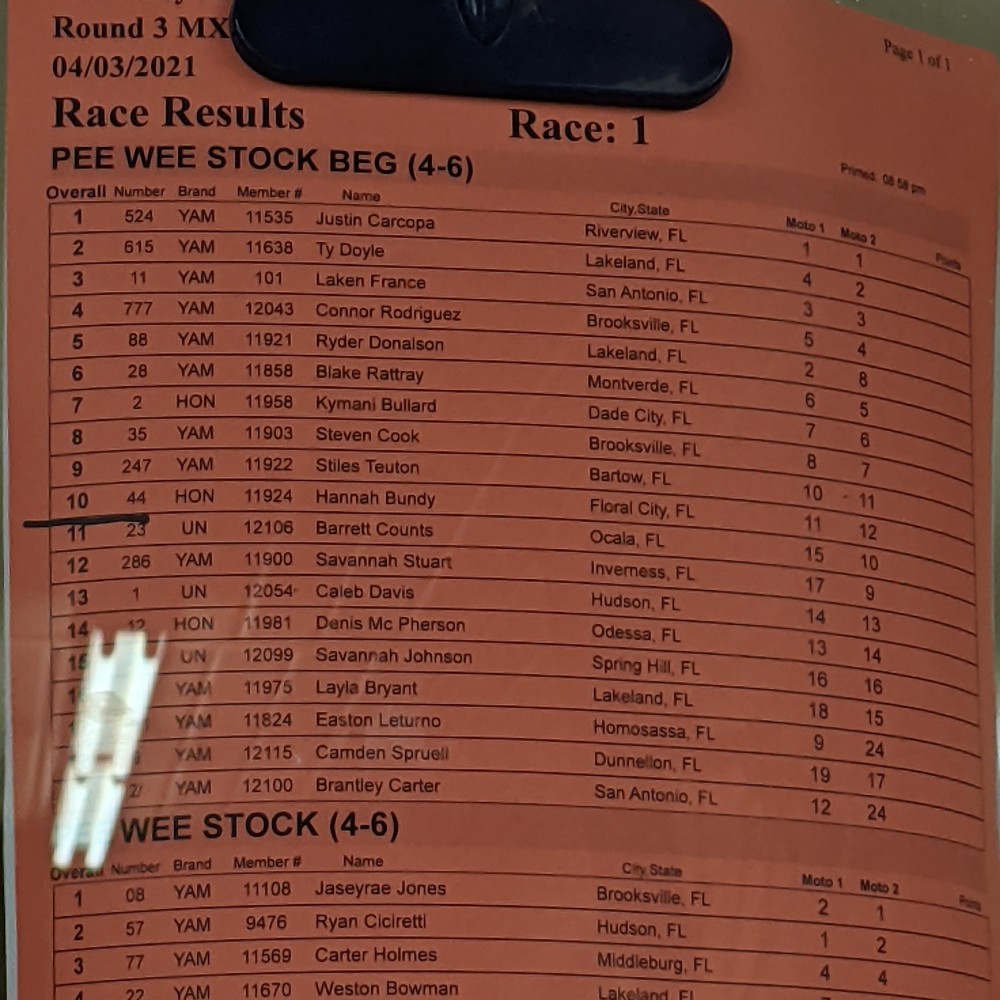 Round 3 MX
04/03/2021
Page 1 of 1
Race Results Race: 1
PEE WEE STOCK BEG (4-6)
Printed: 08:58 pm
Overall Number Brand Member # Name City,State Moto 1 Moto 2 Points
1 524 YAM 11535 Justin Carcopa Riverview, FL 1 1
2 615 YAM 11638 Ty Doyle Lakeland, FL 4 2
3 11 YAM 101 Laken France San Antonio, FL 3 3
4 777 YAM 12043 Connor Rodriguez Brooksville, FL 5 4
5 88 YAM 11921 Ryder Donalson Lakeland, FL 2 8
6 28 YAM 11858 Blake Rattray Montverde, FL 6 5
7 2 HON 11958 Kymani Bullard Dade City, FL 7 6
8 35 YAM 11903 Steven Cook Brooksville, FL 8 7
9 247 YAM 11922 Stiles Teuton Bartow, FL 10 11
10 44 HON 11924 Hannah Bundy Floral City, FL 11 12
11 23 UN 12106 Barrett Counts Ocala, FL 15 10
12 286 YAM 11900 Savannah Stuart Inverness, FL 17 9
13 1 UN 12054 Caleb Davis Hudson, FL 14 13
14 12 HON 11981 Denis Mc Pherson Odessa, FL 13 14
UN 12099 Savannah Johnson Spring Hill, FL 16 16
YAM 11975 Layla Bryant Lakeland, FL 18 15
YAM 11824 Easton Leturno Homosassa, FL 9 24
YAM 12115 Camden Spruell Dunnellon, FL 19 17
YAM 12100 Brantley Carter San Antonio, FL 12 24
WEE STOCK (4-6)
Overall Number Brand Member # Name City,State Moto 1 Moto 2 Points
1 08 YAM 11108 Jaseyrae Jones Brooksville, FL 2 1
2 57 YAM 9476 Ryan Ciciretti Hudson, FL 1 2
3 77 YAM 11569 Carter Holmes Middleburg, FL 4 4
4 22 YAM 11670 Weston Bowman Lakeland, FL